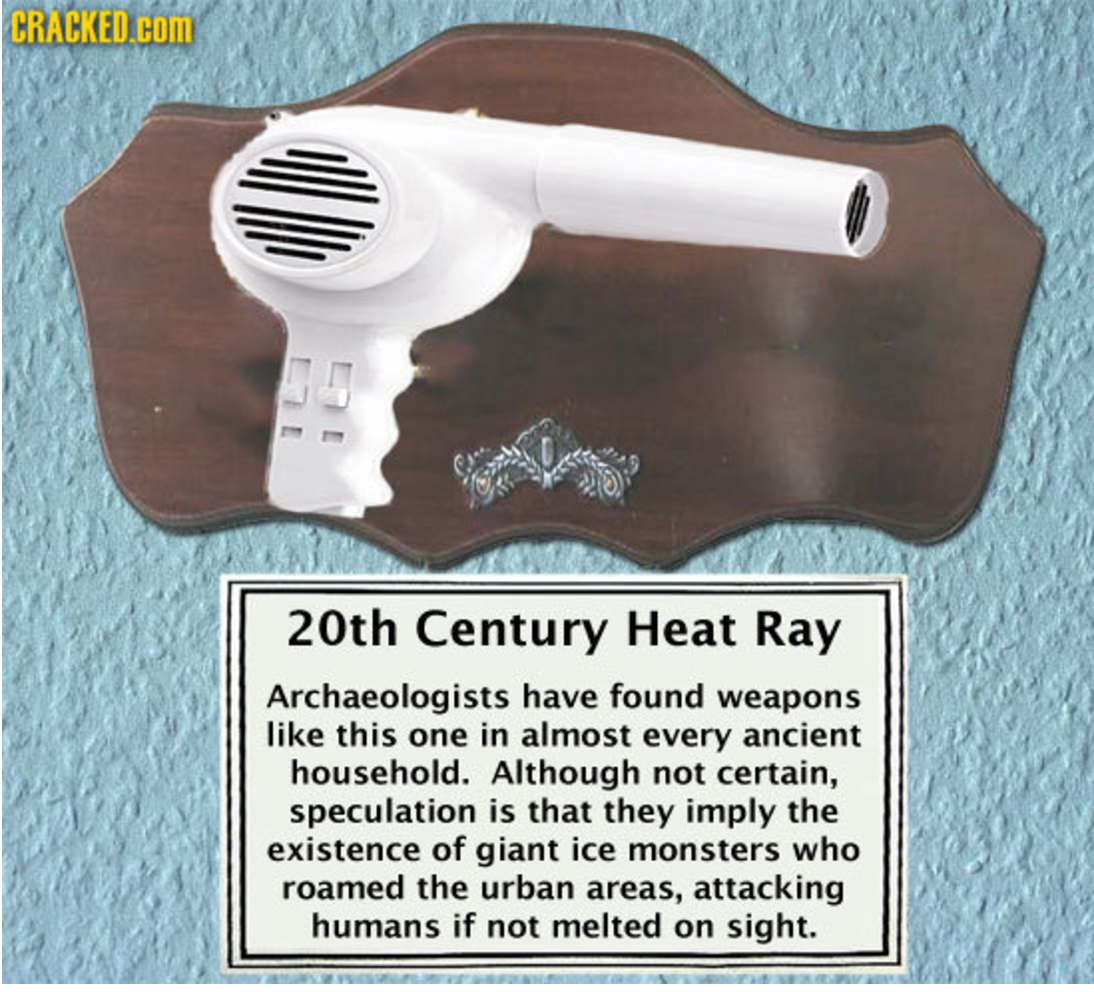 CRACKED.com
20th Century Heat Ray
Archaeologists have found weapons
like this one in almost every ancient
household. Although not certain,
speculation is that they imply the
existence of giant ice monsters who
roamed the urban areas, attacking
humans if not melted on sight.